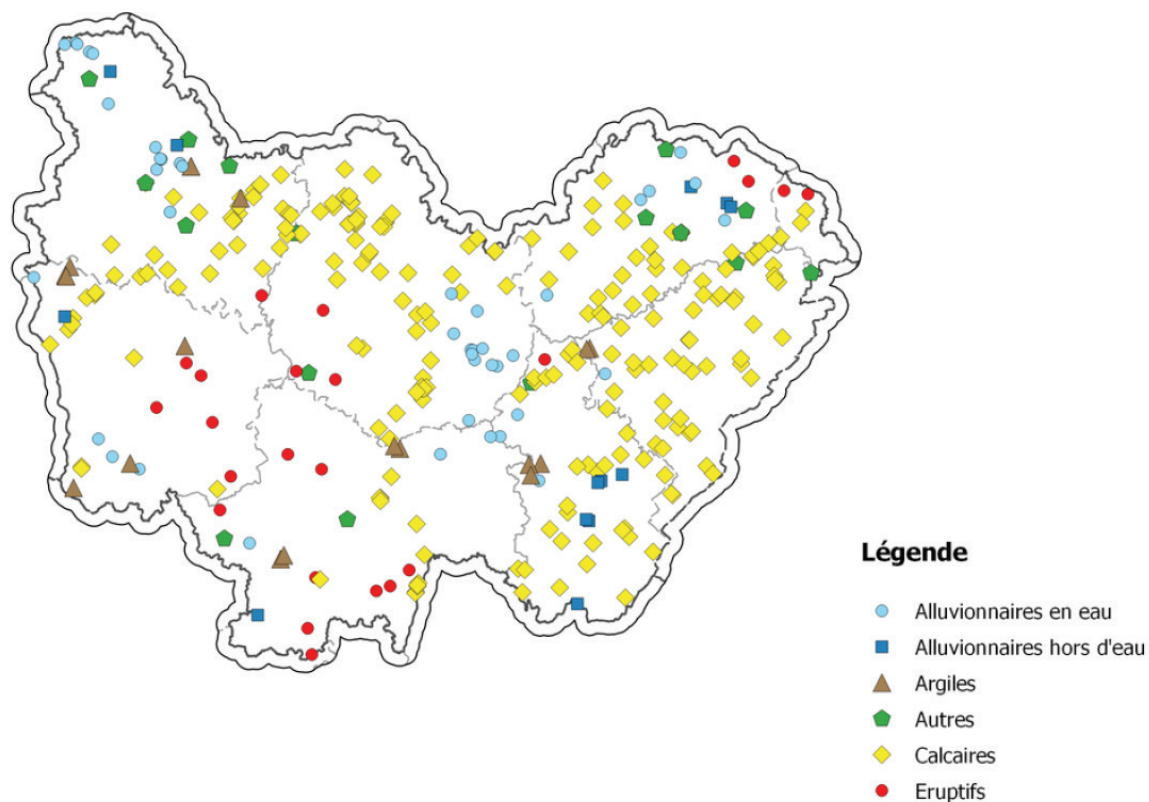 Légende
Alluvionnaires en eau
Alluvionnaires hors d'eau
Argiles
Autres
Calcaires
Eruptifs